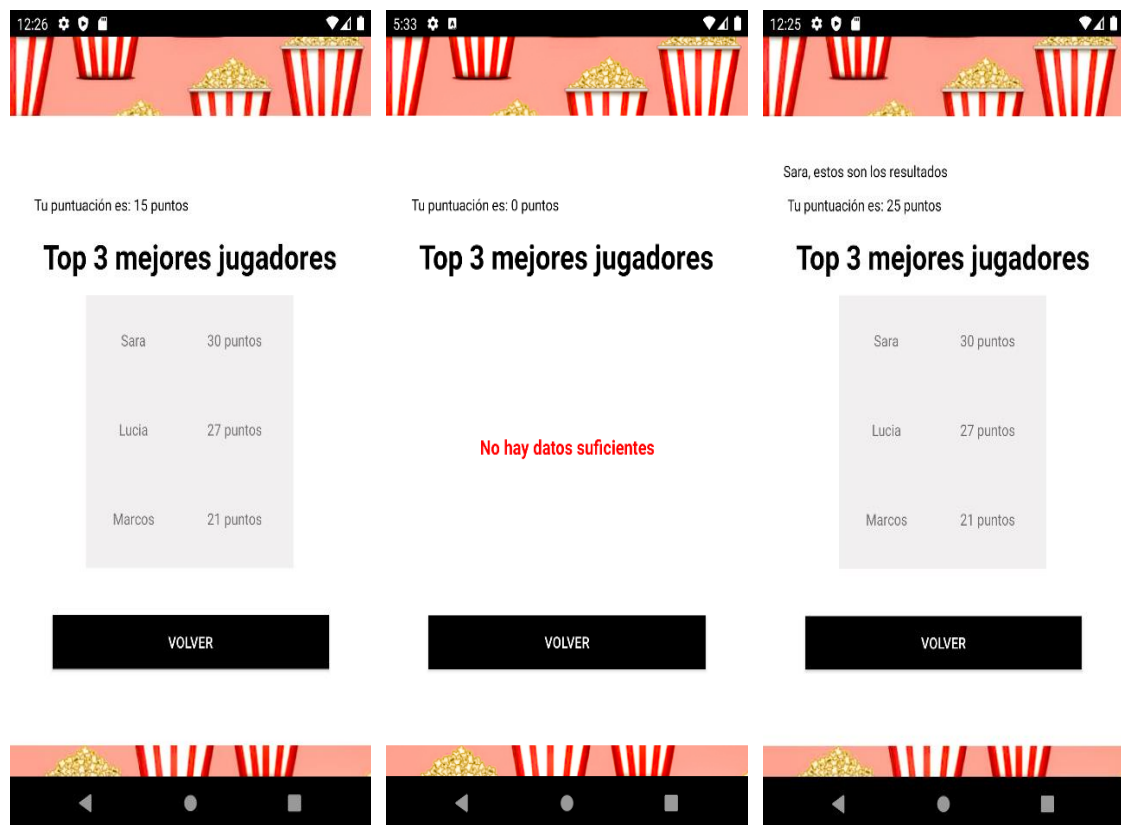 12:26
Tu puntuación es: 15 puntos
Top 3 mejores jugadores
Sara 30 puntos
Lucia 27 puntos
Marcos 21 puntos
VOLVER
5:33
Tu puntuación es: 0 puntos
Top 3 mejores jugadores
No hay datos suficientes
VOLVER
12:25
Sara, estos son los resultados
Tu puntuación es: 25 puntos
Top 3 mejores jugadores
Sara 30 puntos
Lucia 27 puntos
Marcos 21 puntos
VOLVER